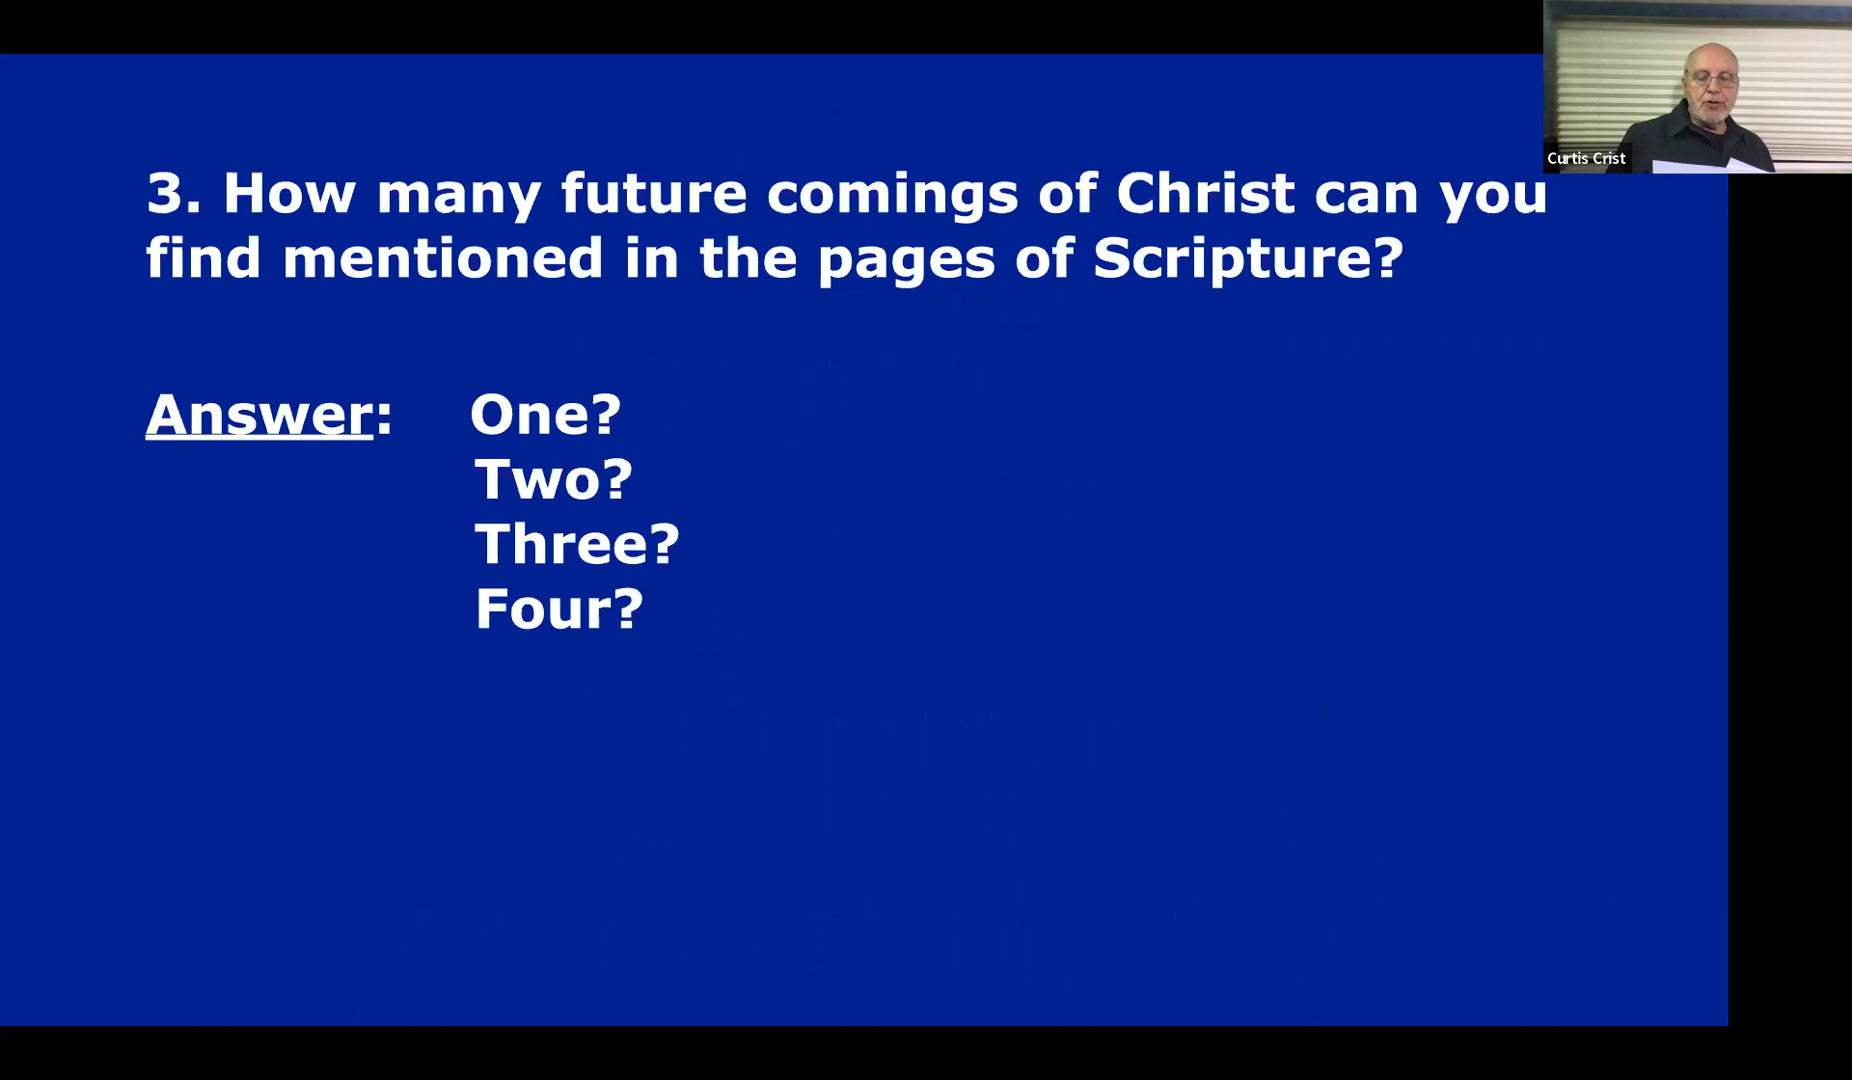 3. How many future comings of Christ can you
find mentioned in the pages of Scripture?
Answer: One?
Two?
Three?
Four?
Curtis Crist